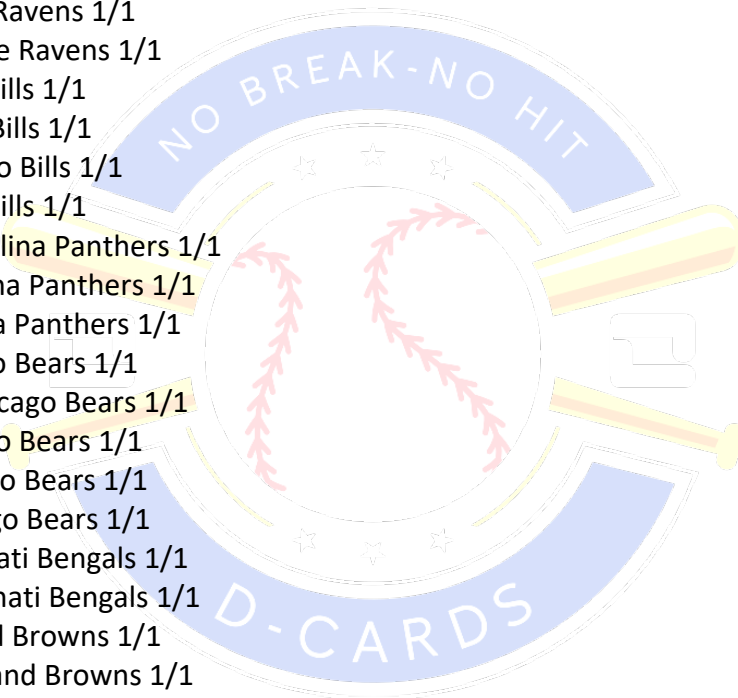 Ravens 1/1
e Ravens 1/1
ills 1/1
Bills 1/1
o Bills 1/1
ills 1/1
lina Panthers 1/1
na Panthers 1/1
a Panthers 1/1
o Bears 1/1
cago Bears 1/1
o Bears 1/1
o Bears 1/1
go Bears 1/1
ati Bengals 1/1
nati Bengals 1/1
d Browns 1/1
and Browns 1/1
NO BREAK-NO HIT
D-CARDS